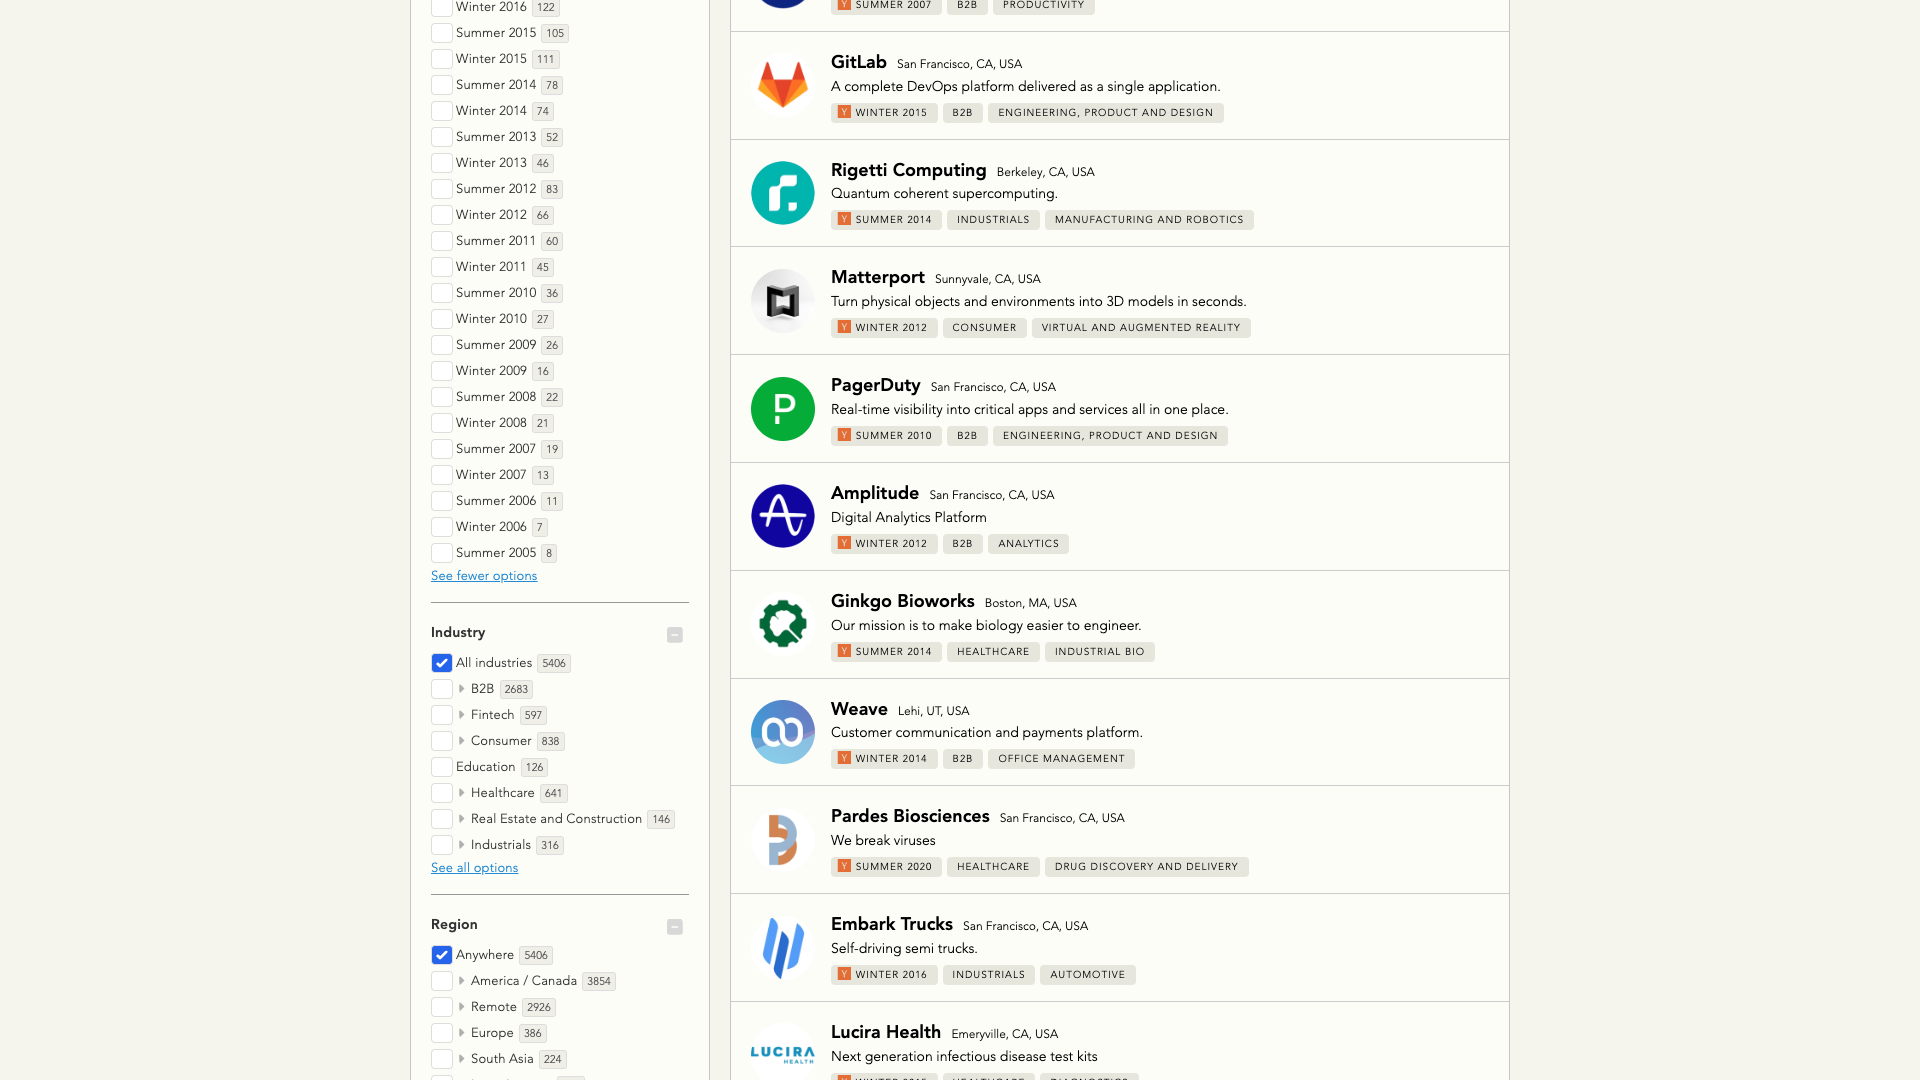 Winter 2016 122
Summer 2015 105
Winter 2015 111
Summer 2014 78
Winter 2014 74
Summer 2013 52
Winter 2013 46
Summer 2012 83
Winter 2012 66
Summer 2011 60
Winter 2011 45
Summer 2010 36
Winter 2010 27
Summer 2009 26
Winter 2009 16
Summer 2008 22
Winter 2008 21
Summer 2007 19
Winter 2007 13
Summer 2006 11
Winter 2006 7
Summer 2005 8
See fewer options
Industry
All industries 5406
B2B 2683
Fintech 597
Consumer 838
Education 126
Healthcare 641
Real Estate and Construction 146
Industrials 316
See all options
Region
Anywhere 5406
America / Canada 3854
Remote 2926
Europe 386
South Asia 224
Y SUMMER 2007 B2B PRODUCTIVITY
GitLab San Francisco, CA, USA
A complete DevOps platform delivered as a single application.
Y WINTER 2015 B2B ENGINEERING, PRODUCT AND DESIGN
Rigetti Computing Berkeley, CA, USA
Quantum coherent supercomputing.
Y SUMMER 2014 INDUSTRIALS MANUFACTURING AND ROBOTICS
Matterport Sunnyvale, CA, USA
Turn physical objects and environments into 3D models in seconds.
Y WINTER 2012 CONSUMER VIRTUAL AND AUGMENTED REALITY
P
PagerDuty San Francisco, CA, USA
Real-time visibility into critical apps and services all in one place.
Y SUMMER 2010 B2B ENGINEERING, PRODUCT AND DESIGN
Amplitude San Francisco, CA, USA
Digital Analytics Platform
Y WINTER 2012 B2B ANALYTICS
Ginkgo Bioworks Boston, MA, USA
Our mission is to make biology easier to engineer.
Y SUMMER 2014 HEALTHCARE INDUSTRIAL BIO
Weave Lehi, UT, USA
Customer communication and payments platform.
Y WINTER 2014 B2B OFFICE MANAGEMENT
Pardes Biosciences San Francisco, CA, USA
We break viruses
Y SUMMER 2020 HEALTHCARE DRUG DISCOVERY AND DELIVERY
Embark Trucks San Francisco, CA, USA
Self-driving semi trucks.
Y WINTER 2016 INDUSTRIALS AUTOMOTIVE
LUCIRA HEALTH
Lucira Health Emeryville, CA, USA
Next generation infectious disease test kits
WINTER 2015 HEALTHCARE DIAGNOSTICS